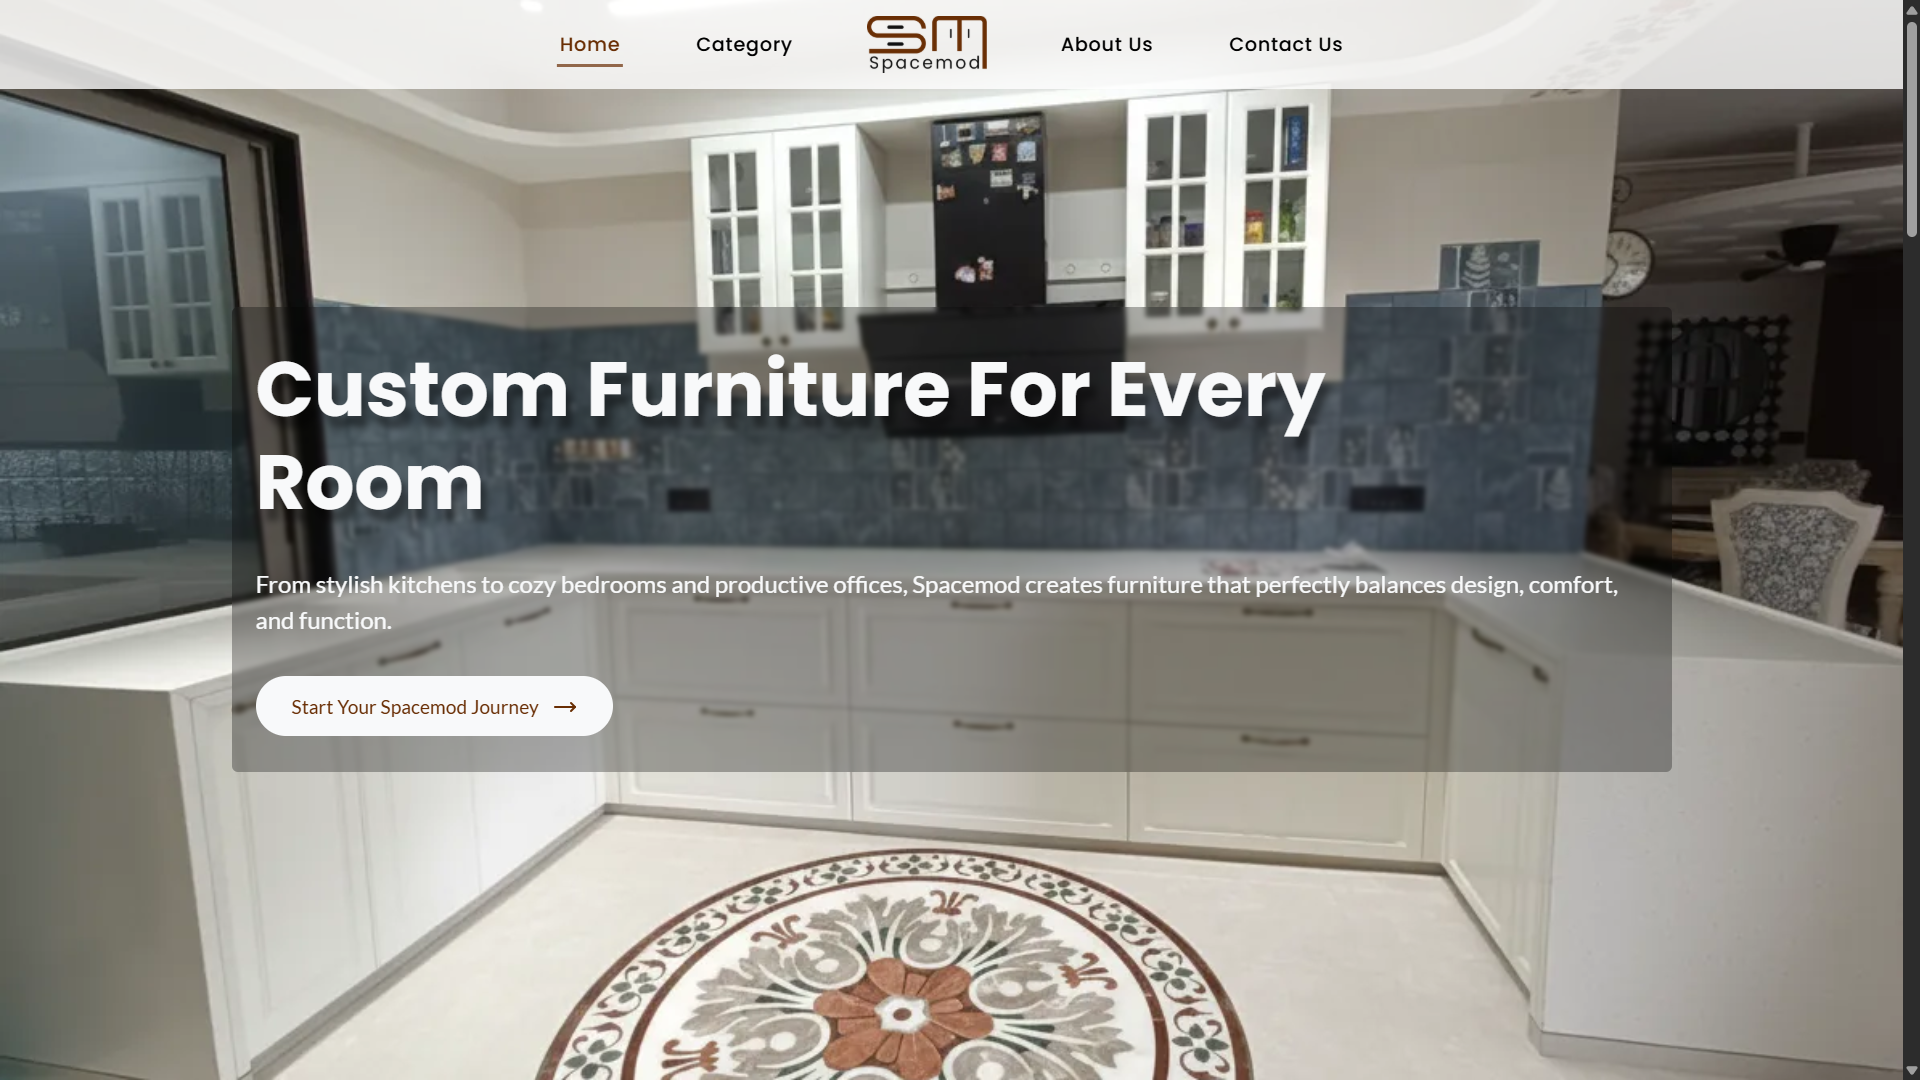 Home
Category
SM
Spacemod
About Us
Contact Us
Custom Furniture For Every
Room
From stylish kitchens to cozy bedrooms and productive offices, Spacemod creates furniture that perfectly balances design, comfort,
and function.
Start Your Spacemod Journey